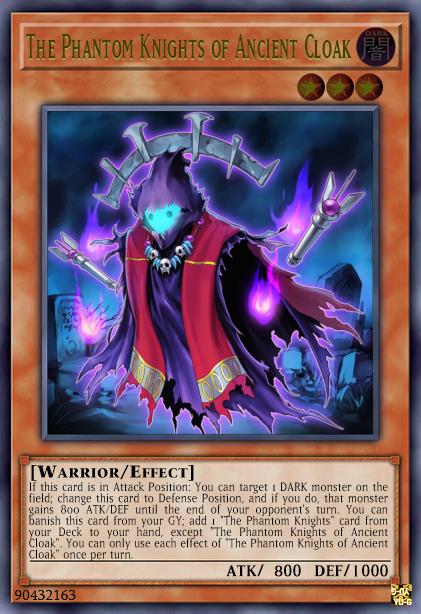 The Phantom Knights of Ancient Cloak
DARK
闇
[Warrior/Effect]
If this card is in Attack Position: You can target 1 DARK monster on the
field; change this card to Defense Position, and if you do, that monster
gains 800 ATK/DEF until the end of your opponent's turn. You can
banish this card from your GY; add 1 "The Phantom Knights" card from
your Deck to your hand, except "The Phantom Knights of Ancient
Cloak". You can only use each effect of "The Phantom Knights of Ancient
Cloak" once per turn.
ATK/ 800 DEF/1000
90432163